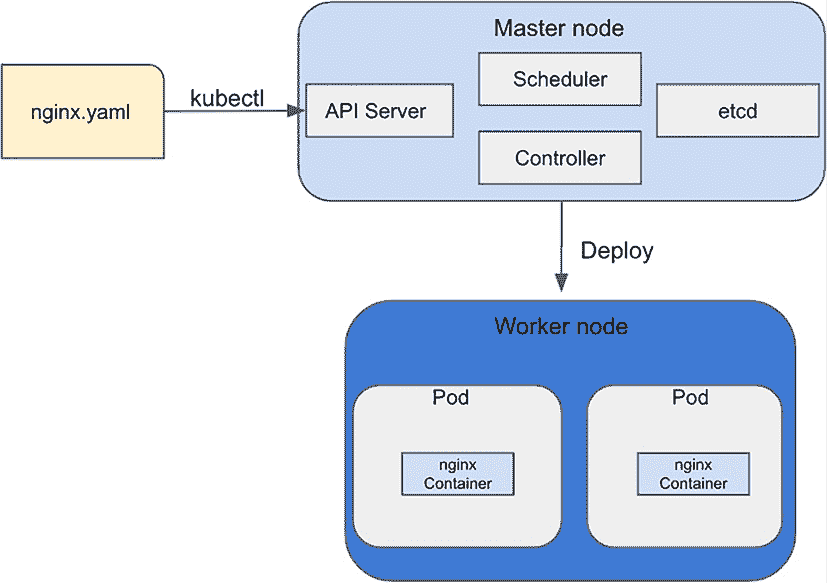 Master node
nginx.yaml
kubectl
API Server
Scheduler
Controller
etcd
Deploy
Worker node
Pod
nginx
Container
Pod
nginx
Container